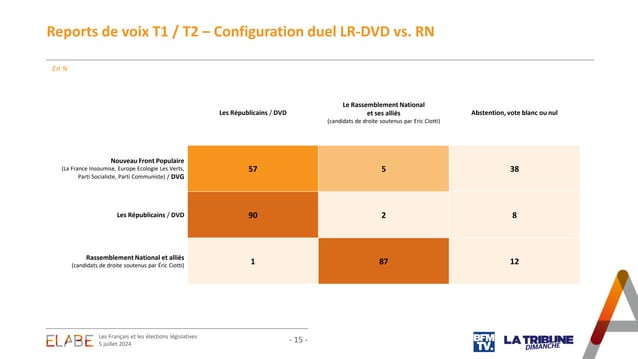 Reports de voix T1 / T2 – Configuration duel LR-DVD vs. RN
En %
Les Républicains / DVD
Le Rassemblement National
et ses alliés
(candidats de droite soutenus par Eric Ciotti)
Abstention, vote blanc ou nul
Nouveau Front Populaire
(La France Insoumise, Europe Ecologie Les Verts,
Parti Socialiste, Parti Communiste) / DVG
57
5
38
Les Républicains / DVD
90
2
8
Rassemblement National et alliés
(candidats de droite soutenus par Éric Ciotti)
1
87
12
ELABE
Les Français et les élections législatives
5 juillet 2024
- 15 -
BFM
TV.
LA TRIBUNE
DIMANCHE